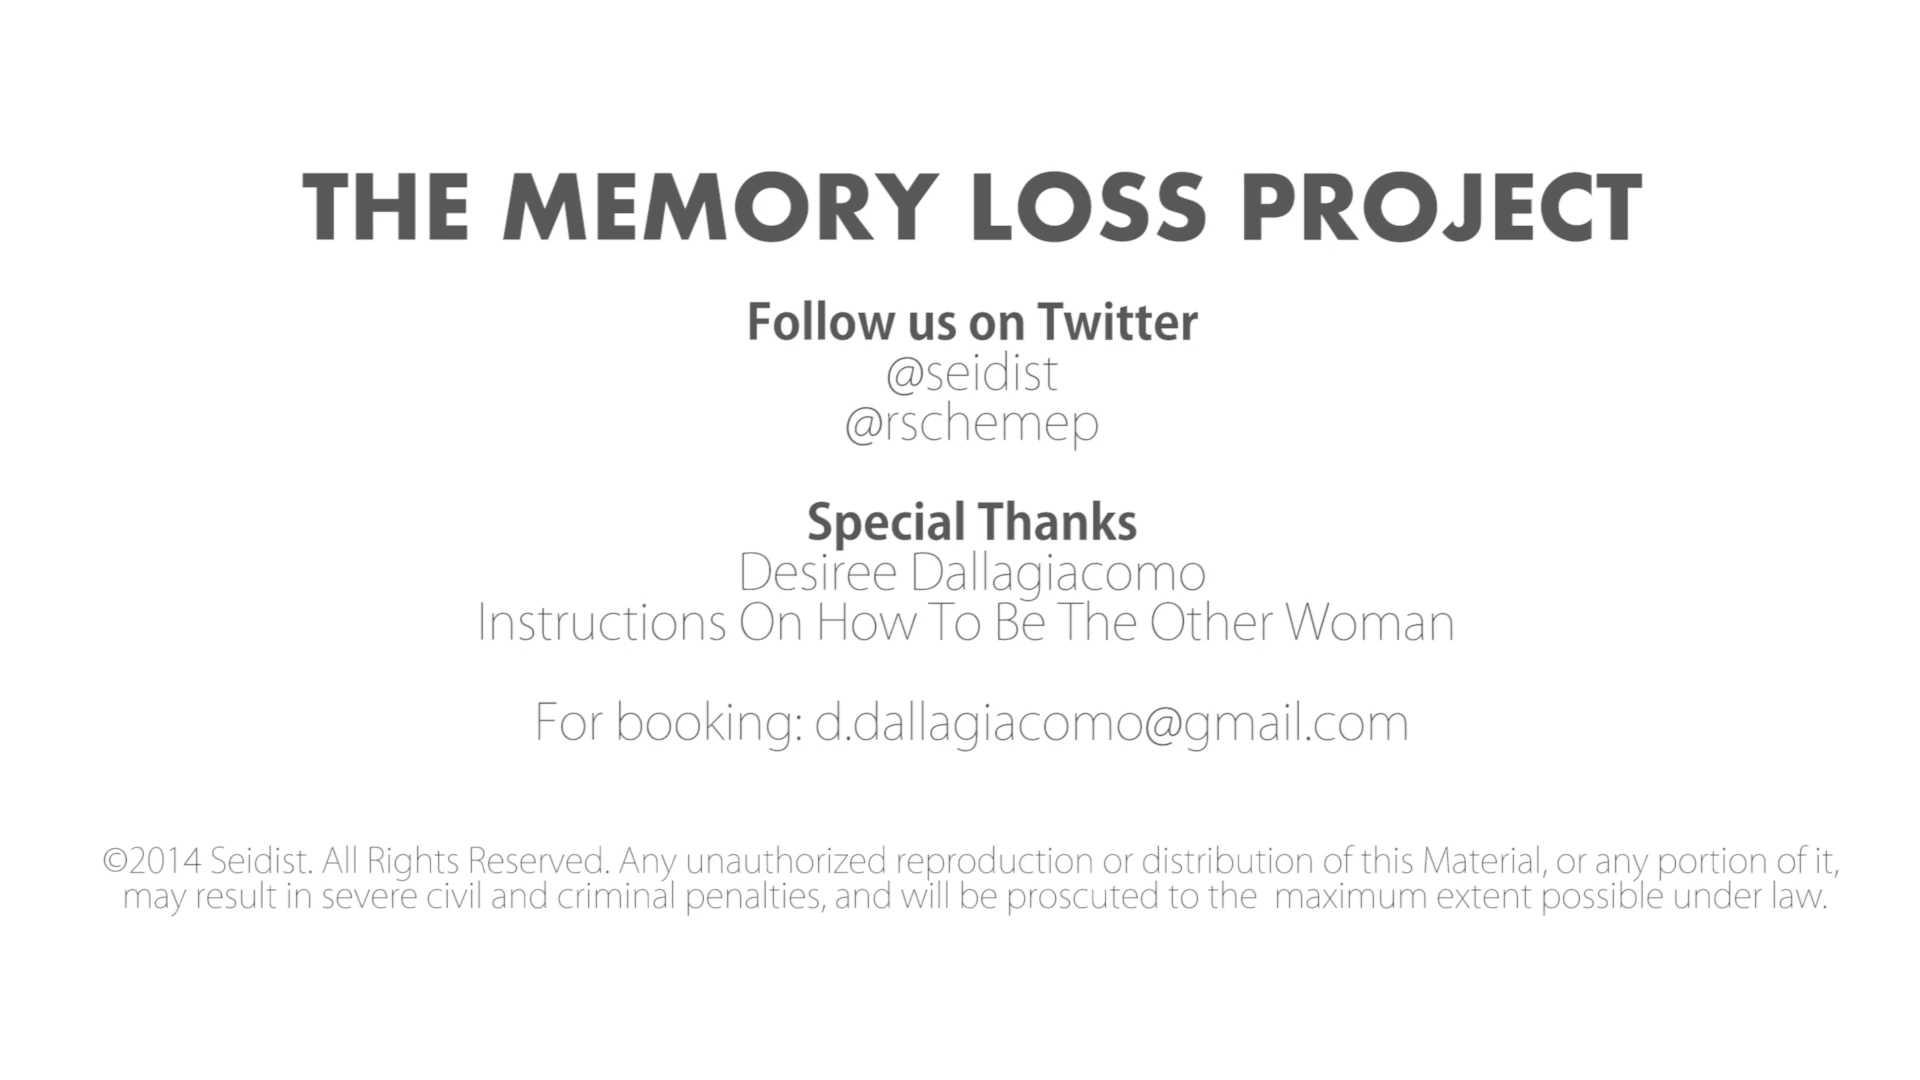 THE MEMORY LOSS PROJECT
Follow us on Twitter
@seidist
@rschemep
Special Thanks
Desiree Dallagiacomo
Instructions On How To Be The Other Woman
For booking: d.dallagiacomo@gmail.com
©2014 Seidist. All Rights Reserved. Any unauthorized reproduction or distribution of this Material, or any portion of it,
may result in severe civil and criminal penalties, and will be proscuted to the  maximum extent possible under law.